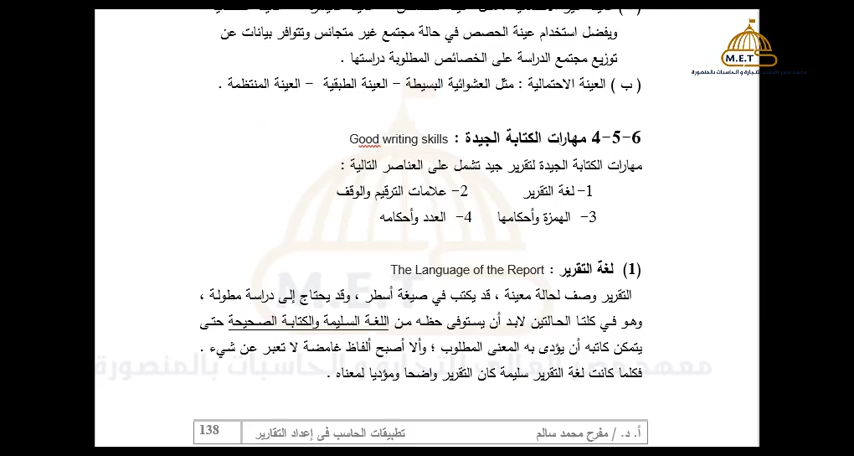 ويفضل استخدام عينة الحصص في حالة مجتمع غير متجانس وتتوافر بيانات عن
توزيع مجتمع الدراسة على الخصائص المطلوبة دراستها .
( ب ) العينة الاحتمالية : مثل العشوائية البسيطة – العينة الطبقية – العينة المنتظمة .
4-5-6 مهارات الكتابة الجيدة : Good writing skills
مهارات الكتابة الجيدة لتقرير جيد تشمل على العناصر التالية :
1- لغة التقرير 2- علامات الترقيم والوقف
3- الهمزة وأحكامها 4- العدد وأحكامه
(1) لغة التقرير : The Language of the Report
التقرير وصف لحالة معينة ، قد يكتب في صيغة أسطر ، وقد يحتاج إلى دراسة مطولة ،
وهو في كلتا الحالتين لابد أن يستوفى حظه من اللغة السليمة والكتابة الصحيحة حتى
يتمكن كاتبه أن يؤدى به المعنى المطلوب ؛ وألا أصبح ألفاظ غامضة لا تعبر عن شيء .
فكلما كانت لغة التقرير سليمة كان التقرير واضحا ومؤديا لمعناه .
أ. د. / مفرح محمد سالم تطبيقات الحاسب فى إعداد التقارير 138
M.E.T
M.E.T